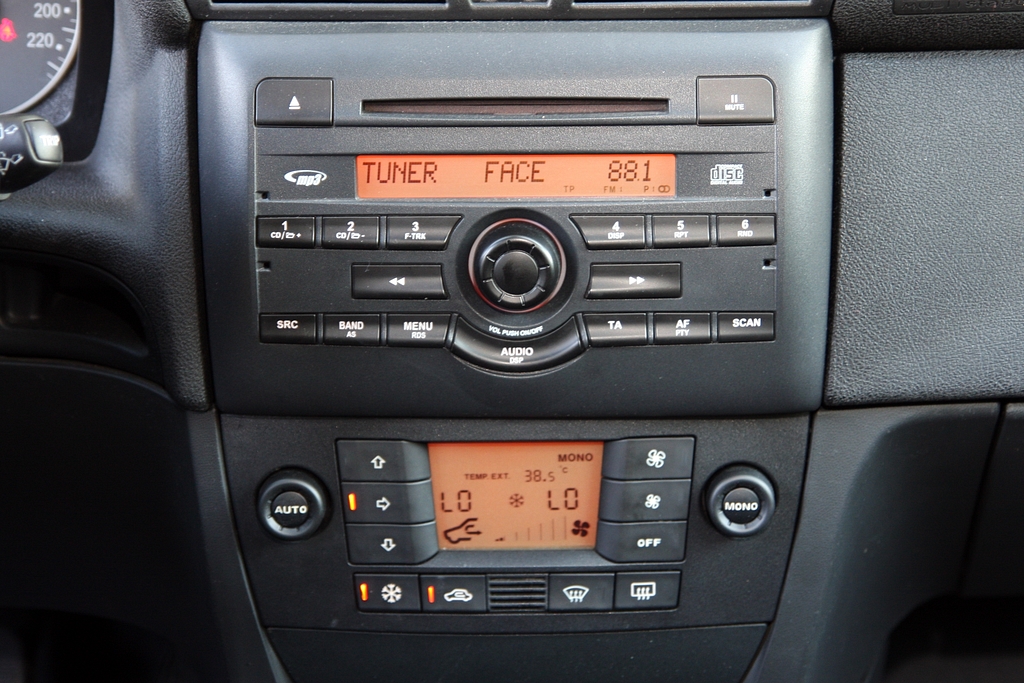 200
220
MUTE
TUNER FACE 88.1
TP FM1 P1
mp3
disc
DIGITAL AUDIO
1
CD/ +
2
CD/ -
3
F-TRK
4
DISP
5
RPT
6
RND
SRC
BAND
AS
MENU
RDS
VOL PUSH ON/OFF
AUDIO
DSP
TA
AF
PTY
SCAN
MONO
TEMP.EXT. 38.5 °C
LO LO
AUTO
MONO
OFF